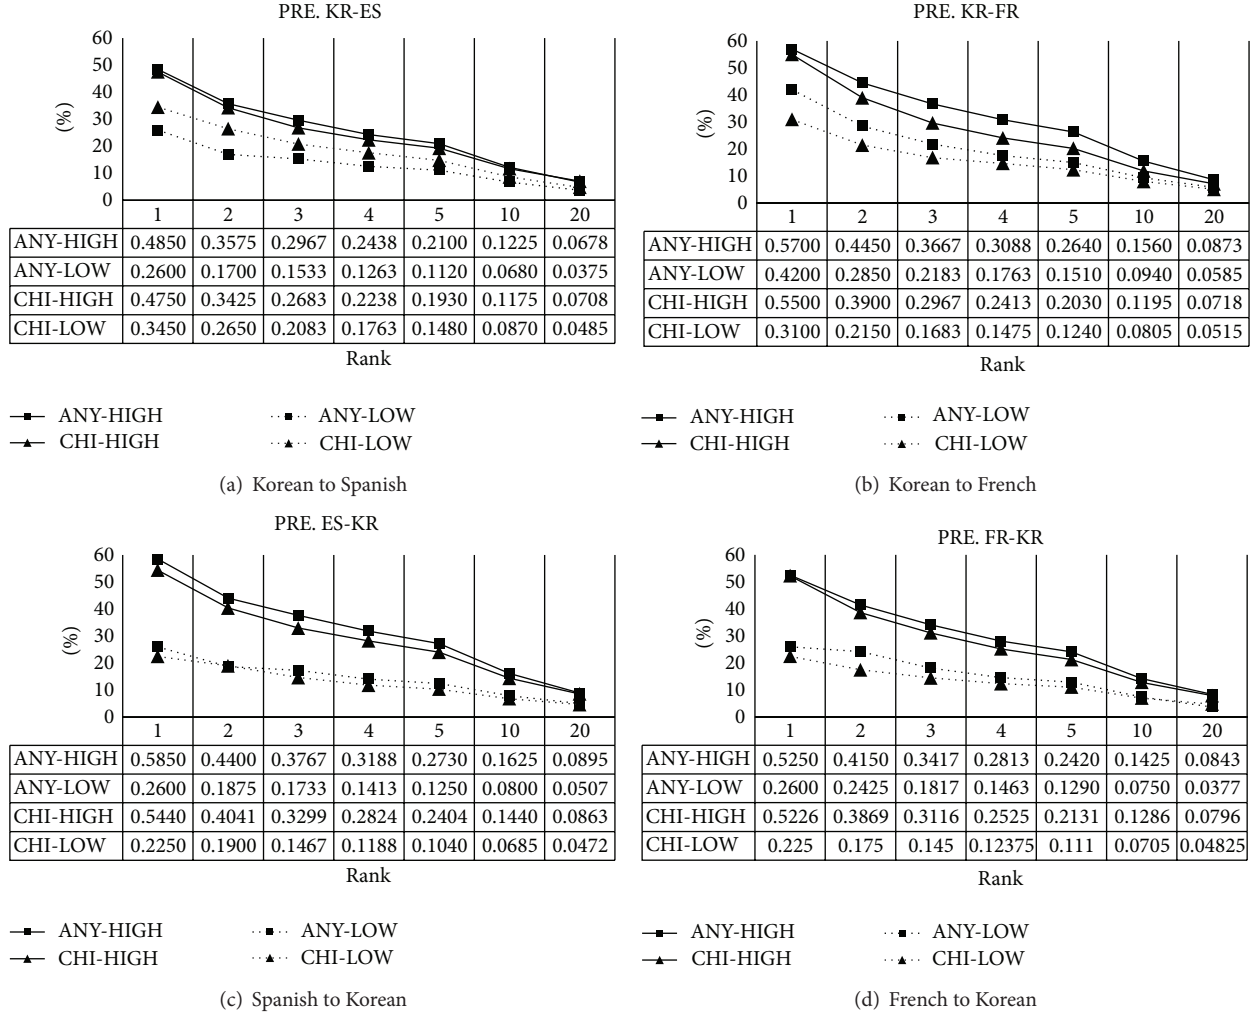 PRE. KR-ES
60
50
40
30
20
10
0
(%)
1 2 3 4 5 10 20
ANY-HIGH 0.4850 0.3575 0.2967 0.2438 0.2100 0.1225 0.0678
ANY-LOW 0.2600 0.1700 0.1533 0.1263 0.1120 0.0680 0.0375
CHI-HIGH 0.4750 0.3425 0.2683 0.2238 0.1930 0.1175 0.0708
CHI-LOW 0.3450 0.2650 0.2083 0.1763 0.1480 0.0870 0.0485
Rank
ANY-HIGH ANY-LOW
CHI-HIGH CHI-LOW
(a) Korean to Spanish
PRE. KR-FR
60
50
40
30
20
10
0
(%)
1 2 3 4 5 10 20
ANY-HIGH 0.5700 0.4450 0.3667 0.3088 0.2640 0.1560 0.0873
ANY-LOW 0.4200 0.2850 0.2183 0.1763 0.1510 0.0940 0.0585
CHI-HIGH 0.5500 0.3900 0.2967 0.2413 0.2030 0.1195 0.0718
CHI-LOW 0.3100 0.2150 0.1683 0.1475 0.1240 0.0805 0.0515
Rank
ANY-HIGH ANY-LOW
CHI-HIGH CHI-LOW
(b) Korean to French
PRE. ES-KR
60
50
40
30
20
10
0
(%)
1 2 3 4 5 10 20
ANY-HIGH 0.5850 0.4400 0.3767 0.3188 0.2730 0.1625 0.0895
ANY-LOW 0.2600 0.1875 0.1733 0.1413 0.1250 0.0800 0.0507
CHI-HIGH 0.5440 0.4041 0.3299 0.2824 0.2404 0.1440 0.0863
CHI-LOW 0.2250 0.1900 0.1467 0.1188 0.1040 0.0685 0.0472
Rank
ANY-HIGH ANY-LOW
CHI-HIGH CHI-LOW
(c) Spanish to Korean
PRE. FR-KR
60
50
40
30
20
10
0
(%)
1 2 3 4 5 10 20
ANY-HIGH 0.5250 0.4150 0.3417 0.2813 0.2420 0.1425 0.0843
ANY-LOW 0.2600 0.2425 0.1817 0.1463 0.1290 0.0750 0.0377
CHI-HIGH 0.5226 0.3869 0.3116 0.2525 0.2131 0.1286 0.0796
CHI-LOW 0.225 0.175 0.145 0.12375 0.111 0.0705 0.04825
Rank
ANY-HIGH ANY-LOW
CHI-HIGH CHI-LOW
(d) French to Korean